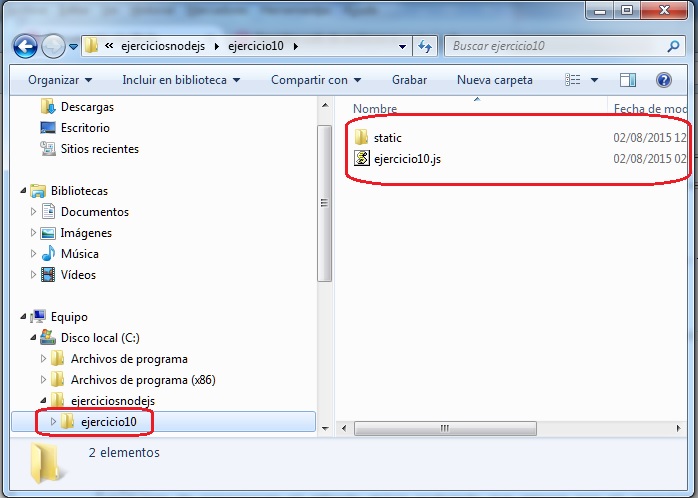 « ejerciciosnodejs ▸ ejercicio10 ▸
Buscar ejercicio10
Organizar Incluir en biblioteca Compartir con Grabar Nueva carpeta
Nombre Fecha de mod
Descargas
Escritorio
Sitios recientes
Bibliotecas
Documentos
Imágenes
Música
Vídeos
Equipo
Disco local (C:)
Archivos de programa
Archivos de programa (x86)
ejerciciosnodejs
ejercicio10
static 02/08/2015 12
ejercicio10.js 02/08/2015 02
2 elementos